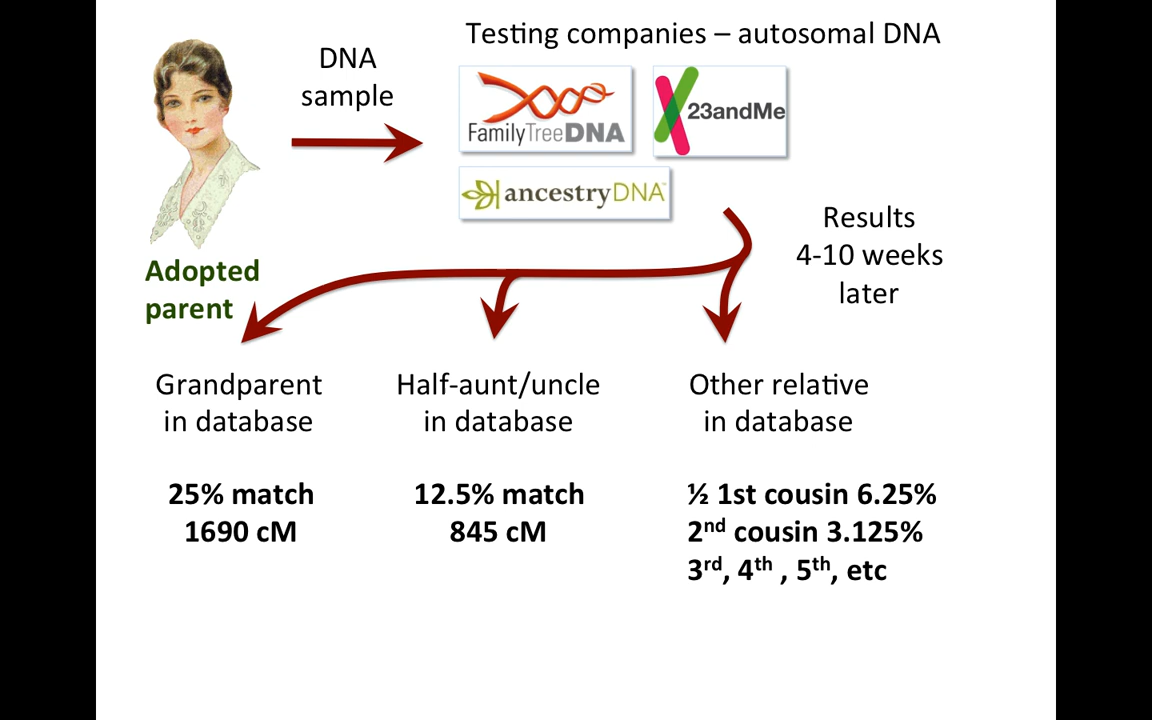 Testing companies – autosomal DNA
DNA
sample
FamilyTreeDNA
23andMe
ancestryDNA™
Results
4-10 weeks
later
Adopted
parent
Grandparent
in database
Half-aunt/uncle
in database
Other relative
in database
25% match
1690 cM
12.5% match
845 cM
½ 1st cousin 6.25%
2nd cousin 3.125%
3rd, 4th , 5th, etc